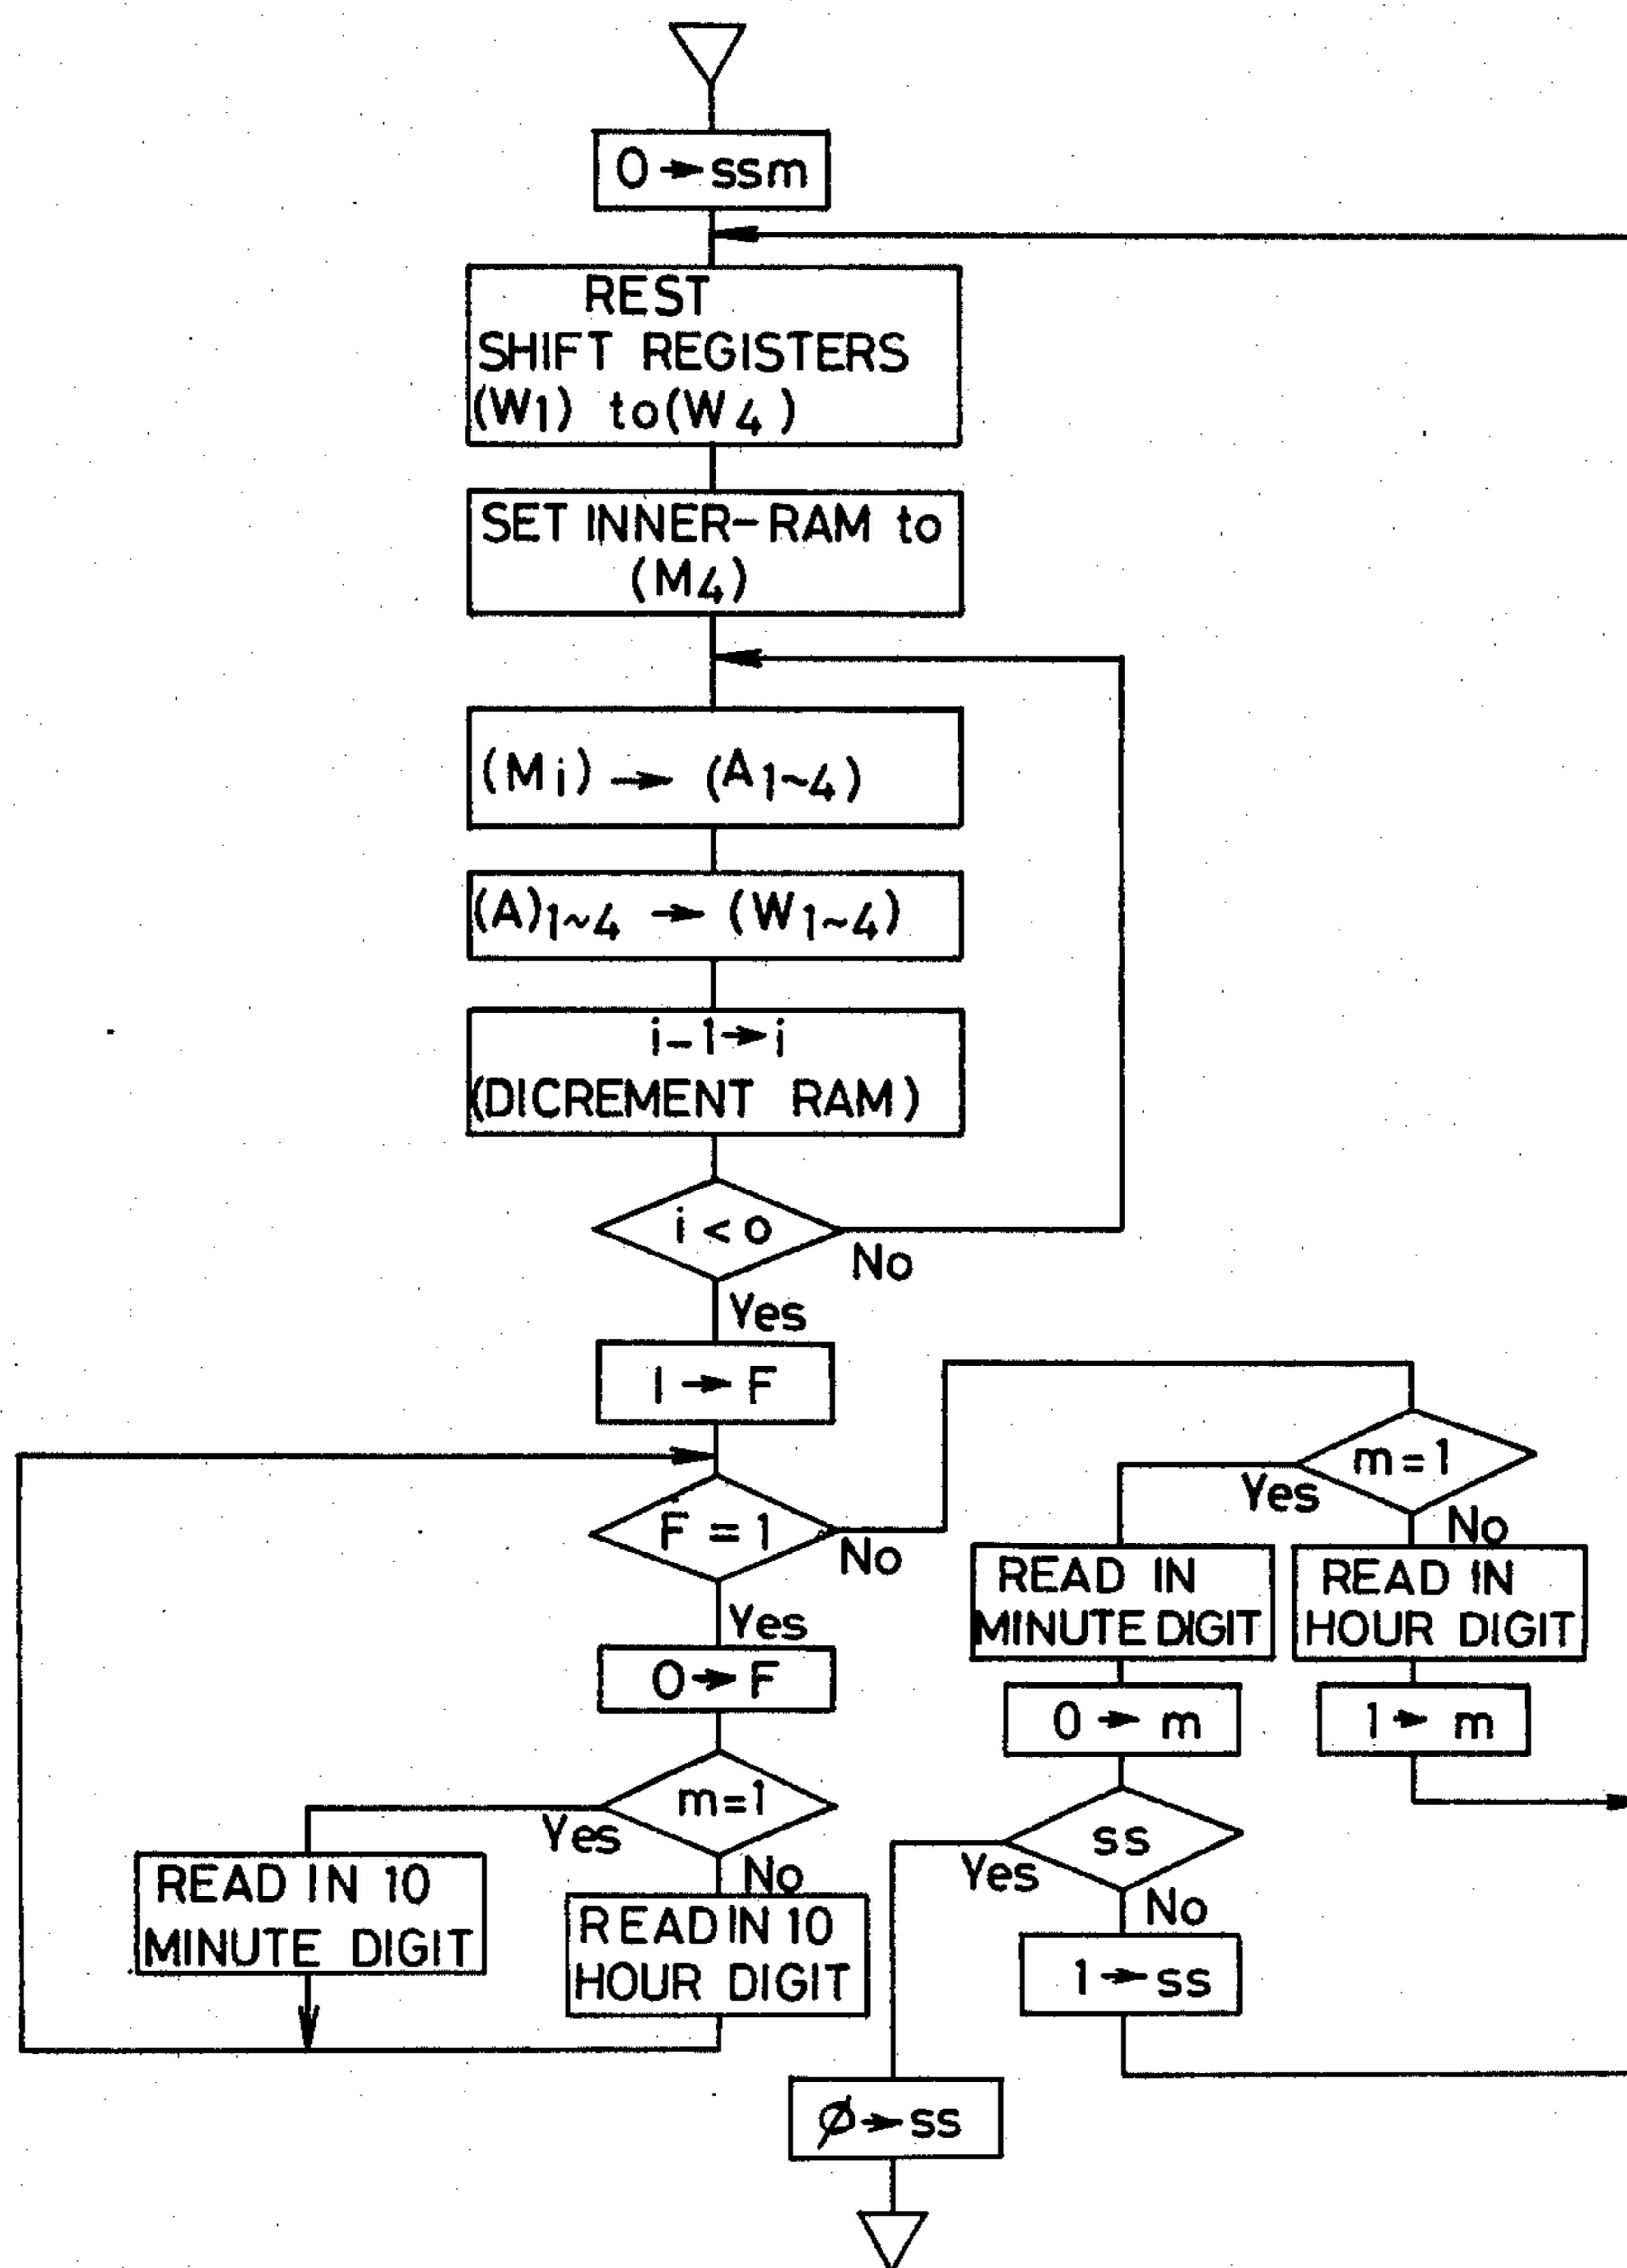 0→ssm
REST
SHIFT REGISTERS
(W1) to(W4)
SET INNER-RAM to
(M4)
(Mi) → (A1~4)
(A)1~4 → (W1~4)
i-1→i
(DICREMENT RAM)
i<0
No
Yes
1→F
F=1
No
Yes
0→F
m=1
Yes
No
READ IN 10
MINUTE DIGIT
READ IN 10
HOUR DIGIT
m=1
Yes
No
READ IN
MINUTE DIGIT
READ IN
HOUR DIGIT
0→m
1→m
ss
Yes
No
1→ss
ø→ss